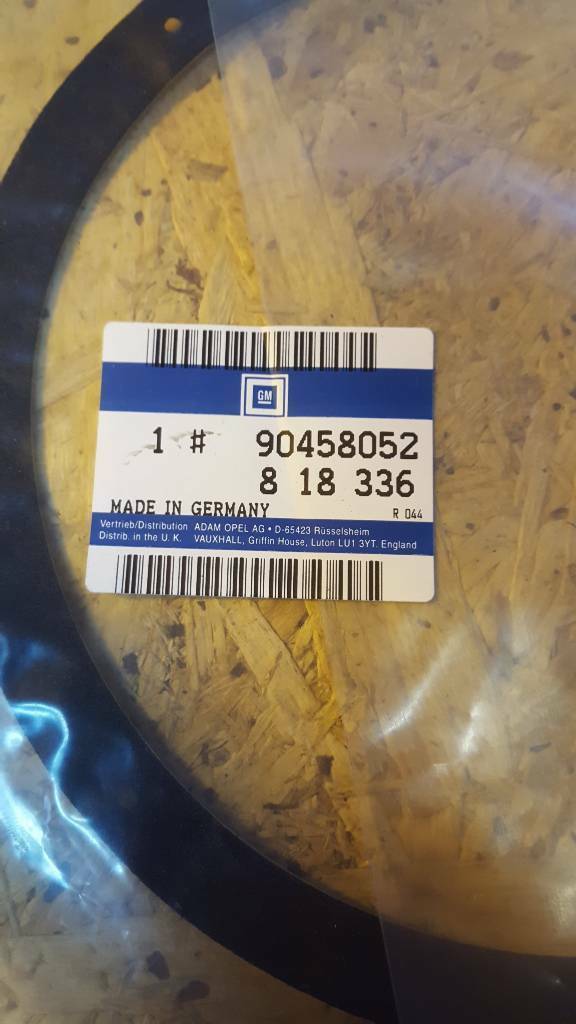 GM
1 # 90458052
8 18 336
MADE IN GERMANY R 044
Vertrieb/Distribution ADAM OPEL AG • D-65423 Rüsselsheim
Distrib. in the U. K. VAUXHALL, Griffin House, Luton LU1 3YT. England